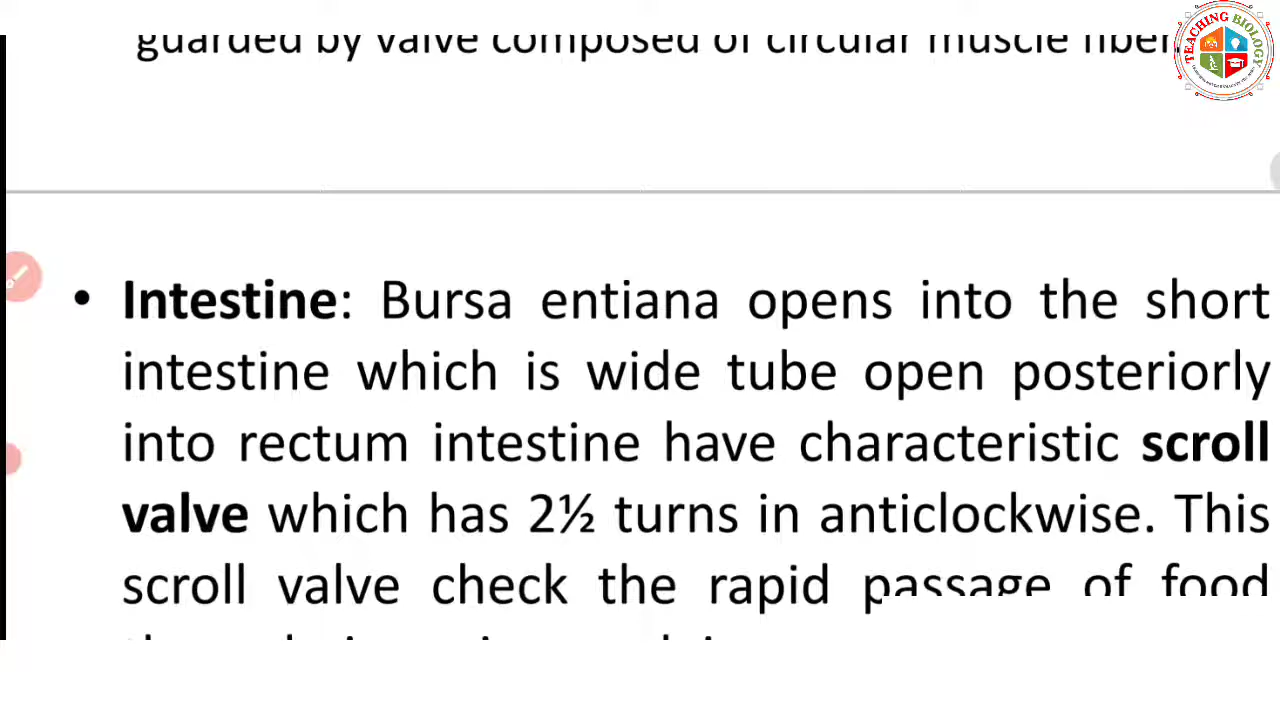 guarded by valve composed of circular muscle fiber
TEACHING BIOLOGY
• Intestine: Bursa entiana opens into the short
intestine which is wide tube open posteriorly
into rectum intestine have characteristic scroll
valve which has 2½ turns in anticlockwise. This
scroll valve check the rapid passage of food